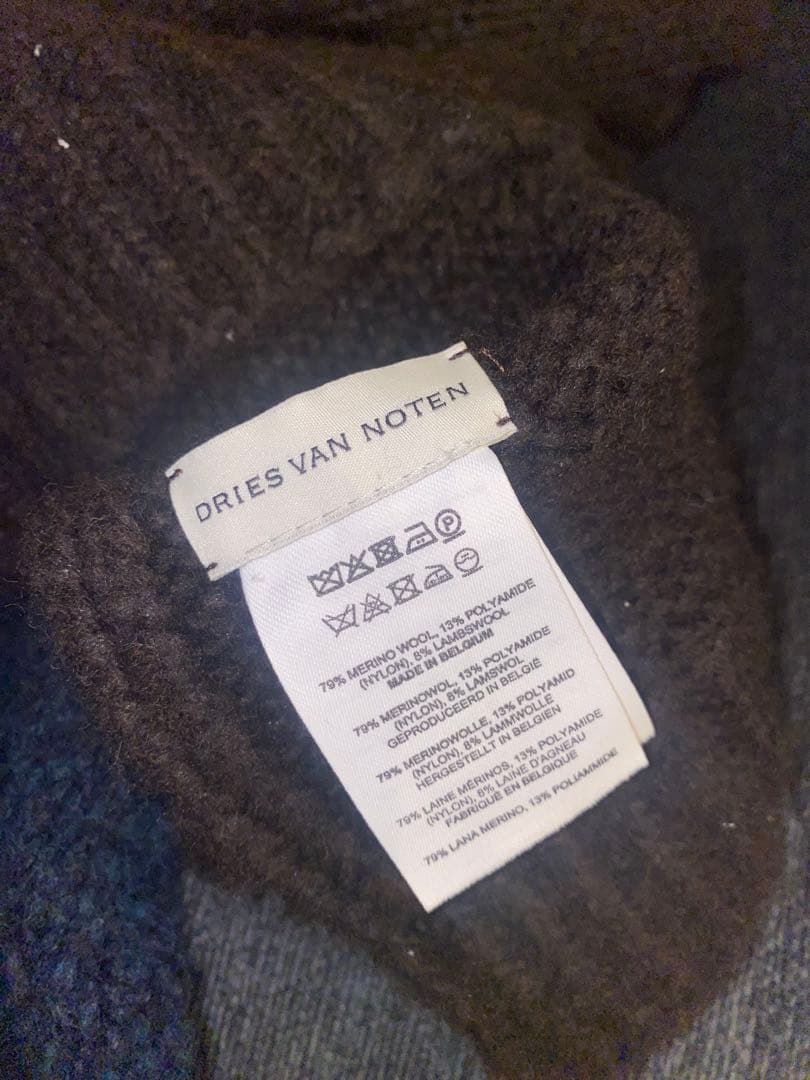 DRIES VAN NOTEN
P
79% MERINO WOOL, 13% POLYAMIDE
(NYLON), 8% LAMBSWOOL
MADE IN BELGIUM
79% MERINOWOL, 13% POLYAMIDE
(NYLON), 8% LAMSWOL
GEPRODUCEERD IN BELGIË
79% MERINOWOLLE, 13% POLYAMID
(NYLON), 8% LAMMWOLLE
HERGESTELLT IN BELGIEN
79% LAINE MÉRINOS, 13% POLYAMIDE
(NYLON), 8% LAINE D'AGNEAU
FABRIQUÉ EN BELGIQUE
79% LANA MERINO, 13% POLIAMMIDE